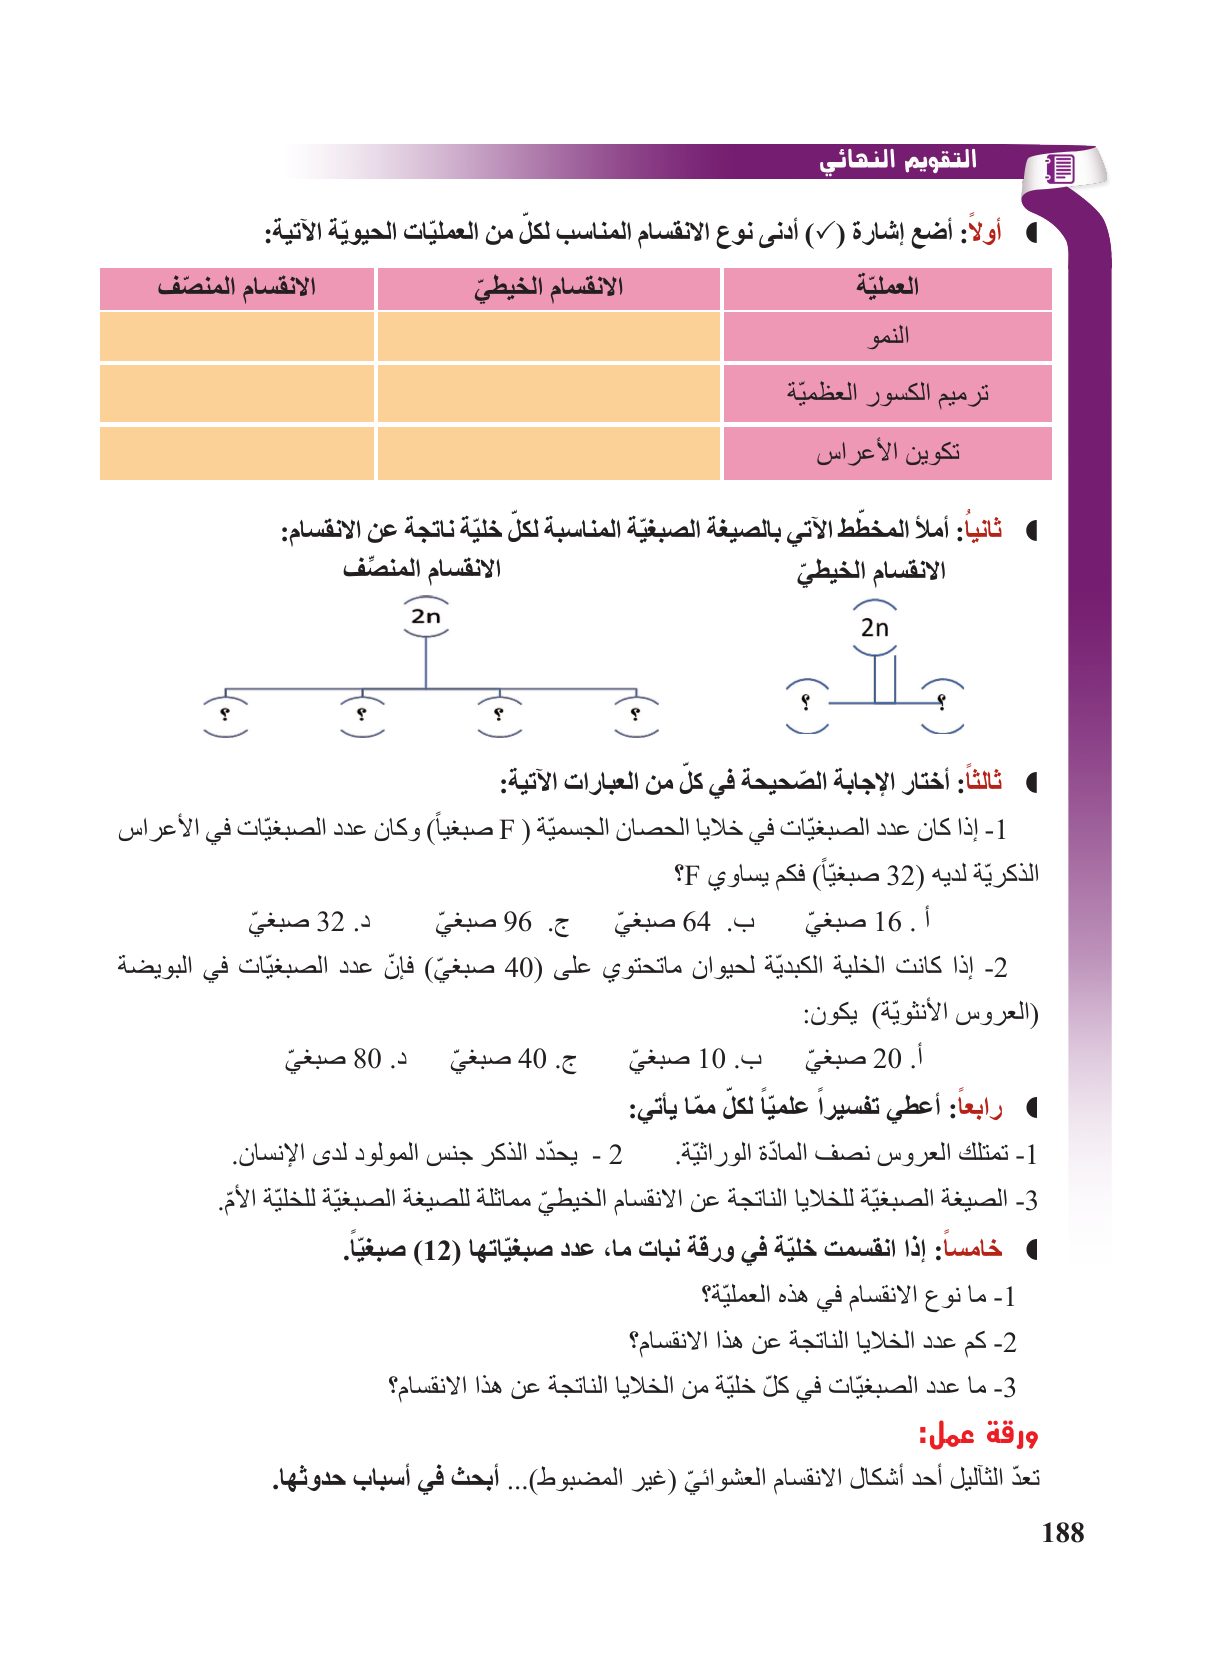 التقويم النهائي
أولاً: أضع إشارة (✓) أدنى نوع الانقسام المناسب لكلّ من العمليّات الحيويّة الآتية:
العمليّة الانقسام الخيطيّ الانقسام المنصّف
النمو
ترميم الكسور العظميّة
تكوين الأعراس
ثانياُ: أملأ المخطّط الآتي بالصيغة الصبغيّة المناسبة لكلّ خليّة ناتجة عن الانقسام:
الانقسام الخيطيّ الانقسام المنصِّف
2n 2n
؟ ؟ ؟ ؟ ؟ ؟
ثالثاً: أختار الإجابة الصّحيحة في كلّ من العبارات الآتية:
1- إذا كان عدد الصبغيّات في خلايا الحصان الجسميّة ( F صبغياً) وكان عدد الصبغيّات في الأعراس
الذكريّة لديه (32 صبغيّاً) فكم يساوي F؟
أ . 16 صبغيّ ب. 64 صبغيّ ج. 96 صبغيّ د. 32 صبغيّ
2- إذا كانت الخلية الكبديّة لحيوان ماتحتوي على (40 صبغيّ) فإنّ عدد الصبغيّات في البويضة
(العروس الأنثويّة) يكون:
أ. 20 صبغيّ ب. 10 صبغيّ ج. 40 صبغيّ د. 80 صبغيّ
رابعاً: أعطي تفسيراً علميّاً لكلّ ممّا يأتي:
1- تمتلك العروس نصف المادّة الوراثيّة. 2 - يحدّد الذكر جنس المولود لدى الإنسان.
3- الصيغة الصبغيّة للخلايا الناتجة عن الانقسام الخيطيّ مماثلة للصيغة الصبغيّة للخليّة الأمّ.
خامساً: إذا انقسمت خليّة في ورقة نبات ما، عدد صبغيّاتها (12) صبغيّاً.
1- ما نوع الانقسام في هذه العمليّة؟
2- كم عدد الخلايا الناتجة عن هذا الانقسام؟
3- ما عدد الصبغيّات في كلّ خليّة من الخلايا الناتجة عن هذا الانقسام؟
ورقة عمل:
تعدّ الثآليل أحد أشكال الانقسام العشوائيّ (غير المضبوط)... أبحث في أسباب حدوثها.
188